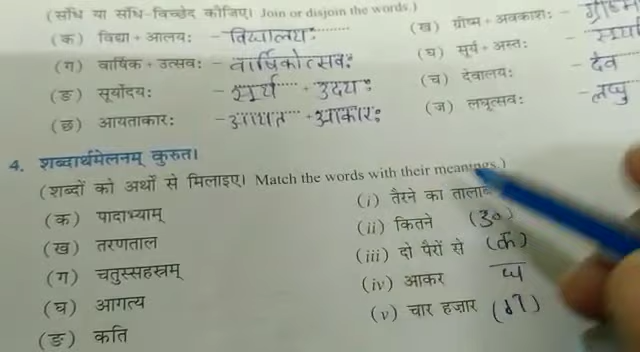 (संधि या संधि-विच्छेद कीजिए। Join or disjoin the words.)
(क) विद्या + आलयः - विद्यालयः (ख) ग्रीष्म + अवकाशः -
(ग) वार्षिक + उत्सवः - वार्षिकोत्सवः (घ) सूर्य + अस्तः -
(ङ) सूर्योदयः - सूर्य + उदयः (च) देवालयः - देव
(छ) आयताकारः - आयत + आकारः (ज) लघूत्सवः - लघु
4. शब्दार्थमेलनम् कुरुत।
(शब्दों को अर्थों से मिलाइए। Match the words with their meanings.)
(क) पादाभ्याम् (i) तैरने का
(ख) तरणताल (ii) कितने
(ग) चतुस्सहस्रम् (iii) दो पैरों से (क)
(घ) आगत्य (iv) आकर घ
(ङ) कति (v) चार हज़ार (ग)